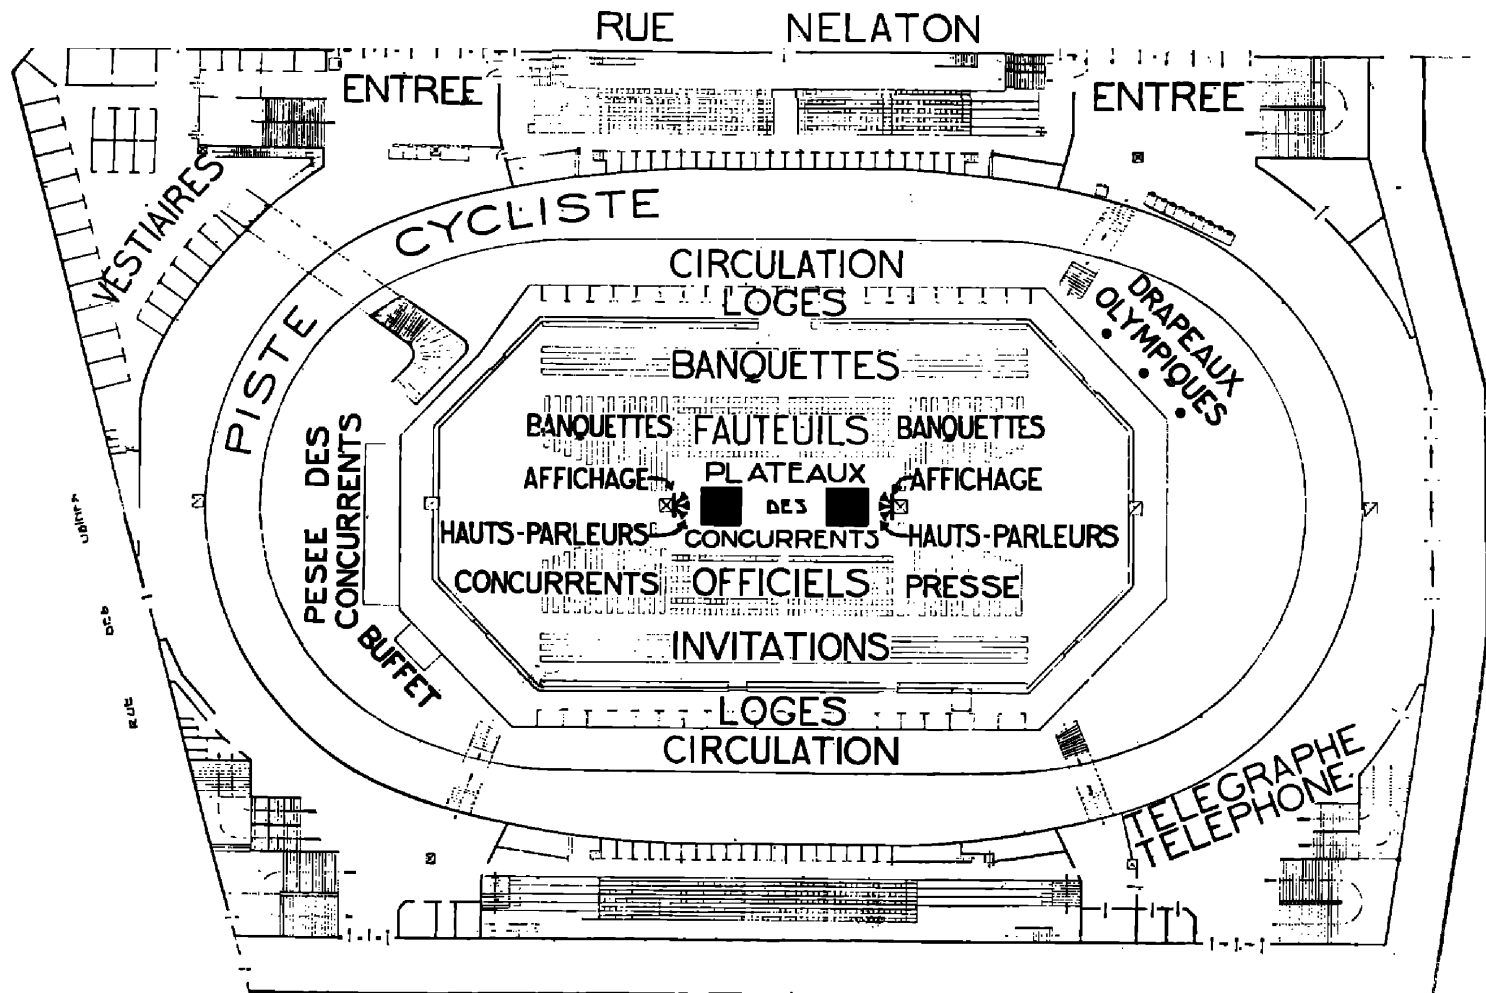 RUE NELATON
ENTREE
ENTREE
VESTIAIRES
PISTE CYCLISTE
CIRCULATION
LOGES
DRAPEAUX
OLYMPIQUES
BANQUETTES
BANQUETTES
FAUTEUILS
BANQUETTES
AFFICHAGE
PLATEAUX
DES
CONCURRENTS
AFFICHAGE
HAUTS-PARLEURS
HAUTS-PARLEURS
PESEE DES
CONCURRENTS
CONCURRENTS
OFFICIELS
PRESSE
INVITATIONS
BUFFET
LOGES
CIRCULATION
TELEGRAPHE
TELEPHONE
RUE